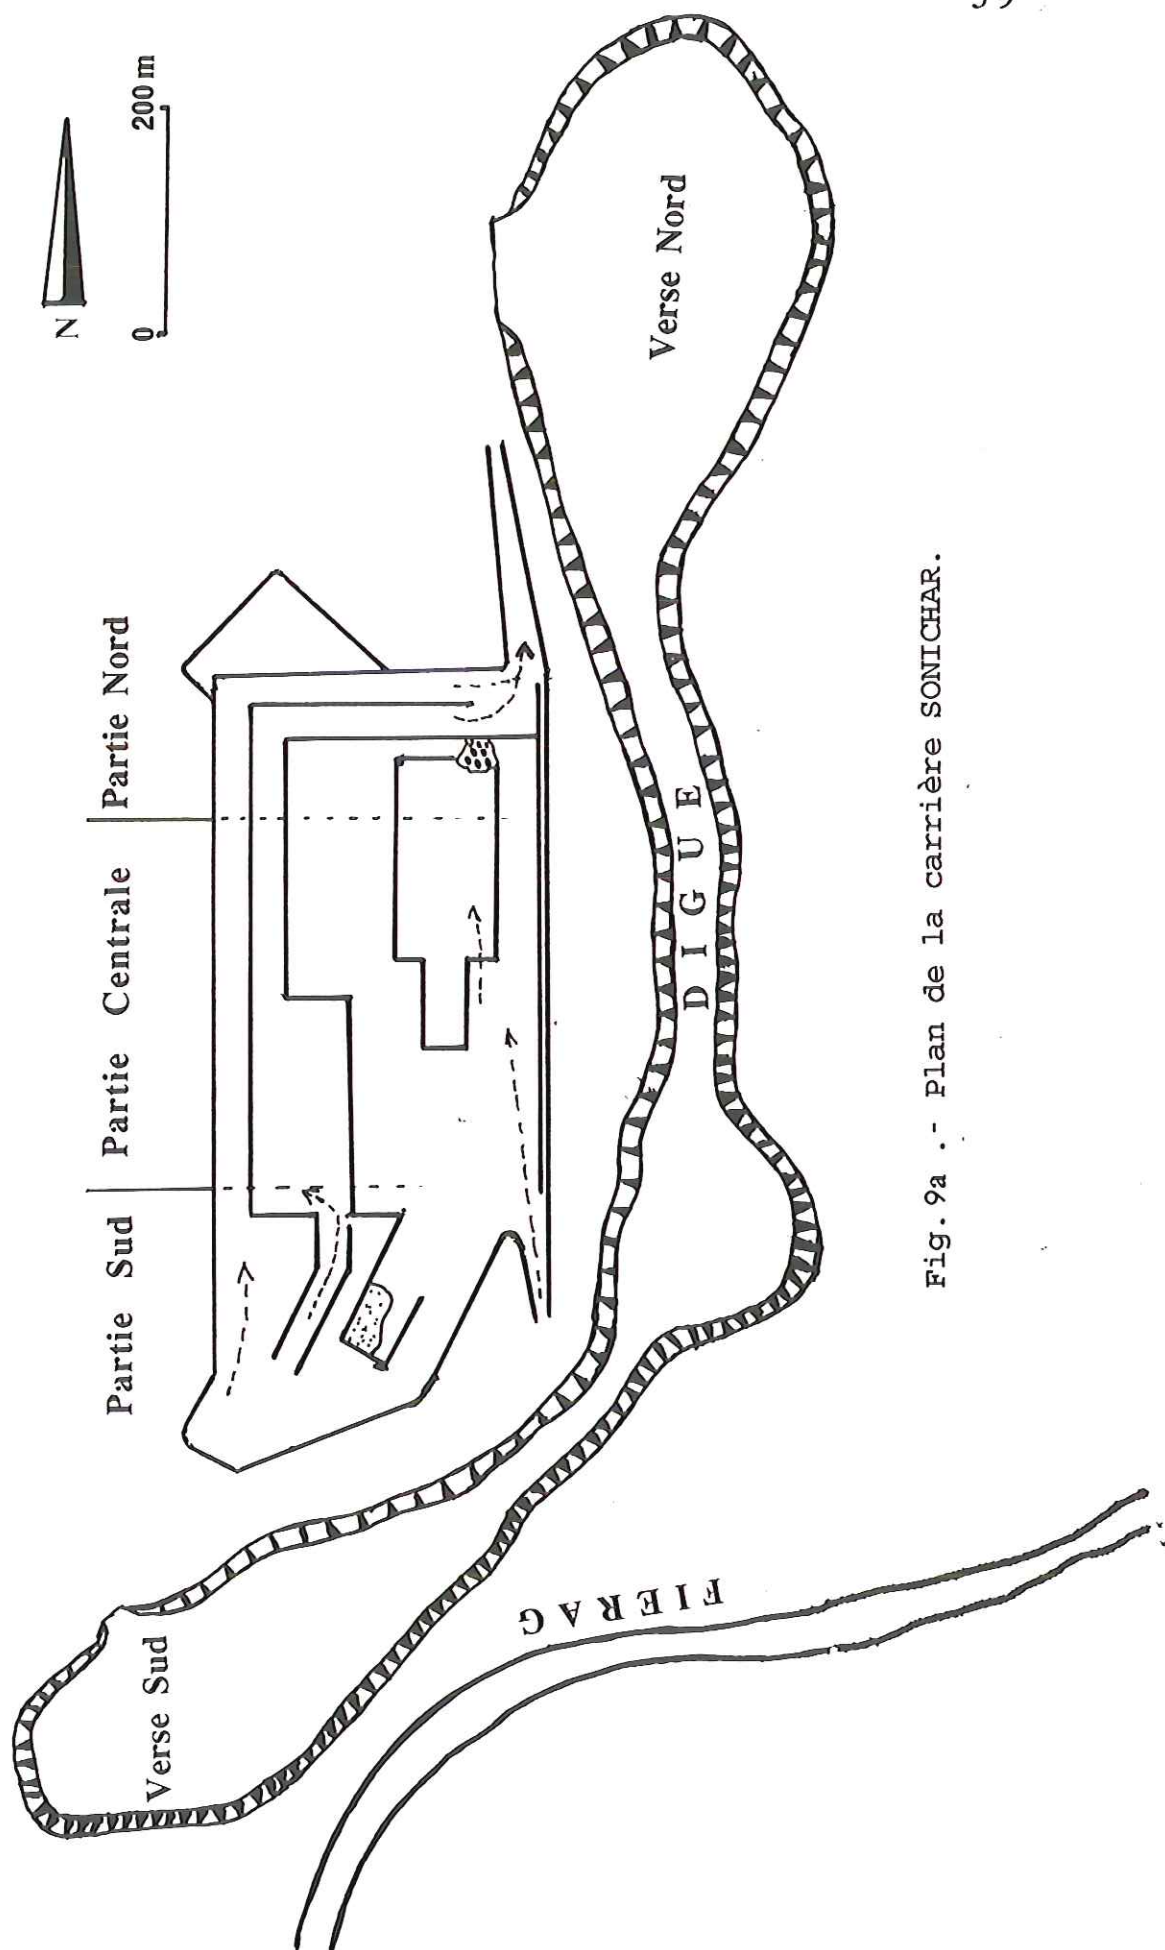 N
0 200 m
Partie Sud Partie Centrale Partie Nord
Verse Sud
Verse Nord
DIGUE
FIERAG
Fig. 9a .- Plan de la carrière SONICHAR.